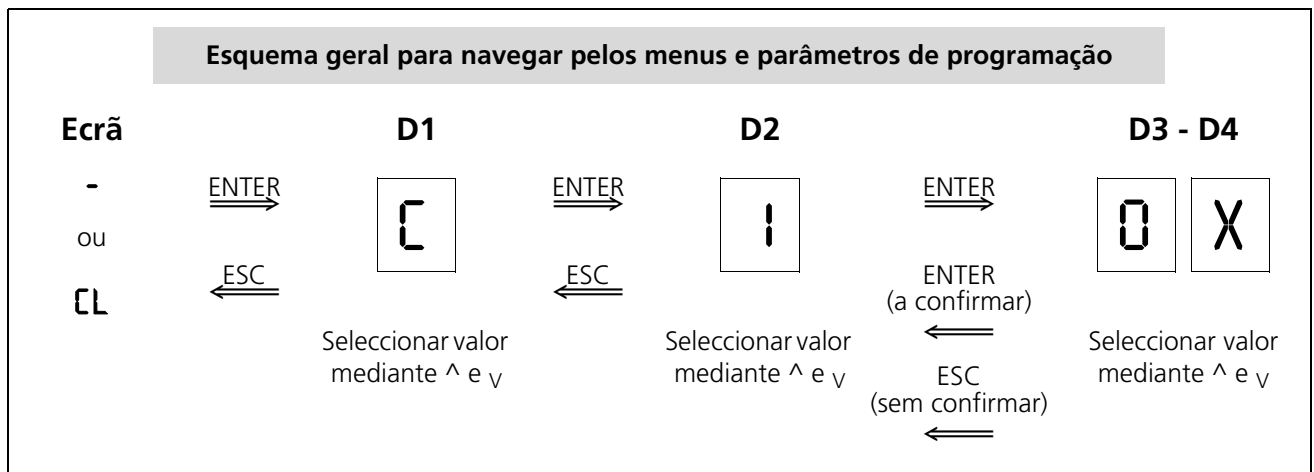 Esquema geral para navegar pelos menus e parâmetros de programação
Ecrã
D1
D2
D3 - D4
-
ou
CL
ENTER
ESC
C
Seleccionar valor
mediante ^ e v
ENTER
ESC
1
Seleccionar valor
mediante ^ e v
ENTER
ENTER
(a confirmar)
ESC
(sem confirmar)
0 X
Seleccionar valor
mediante ^ e v